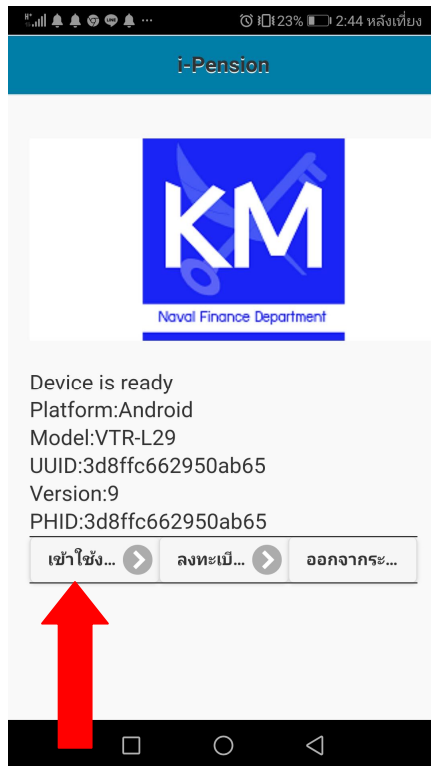 23% 2:44 หลังเที่ยง
i-Pension
KM
Naval Finance Department
Device is ready
Platform:Android
Model:VTR-L29
UUID:3d8ffc662950ab65
Version:9
PHID:3d8ffc662950ab65
เข้าใช้ง... ลงทะเบี... ออกจากระ...